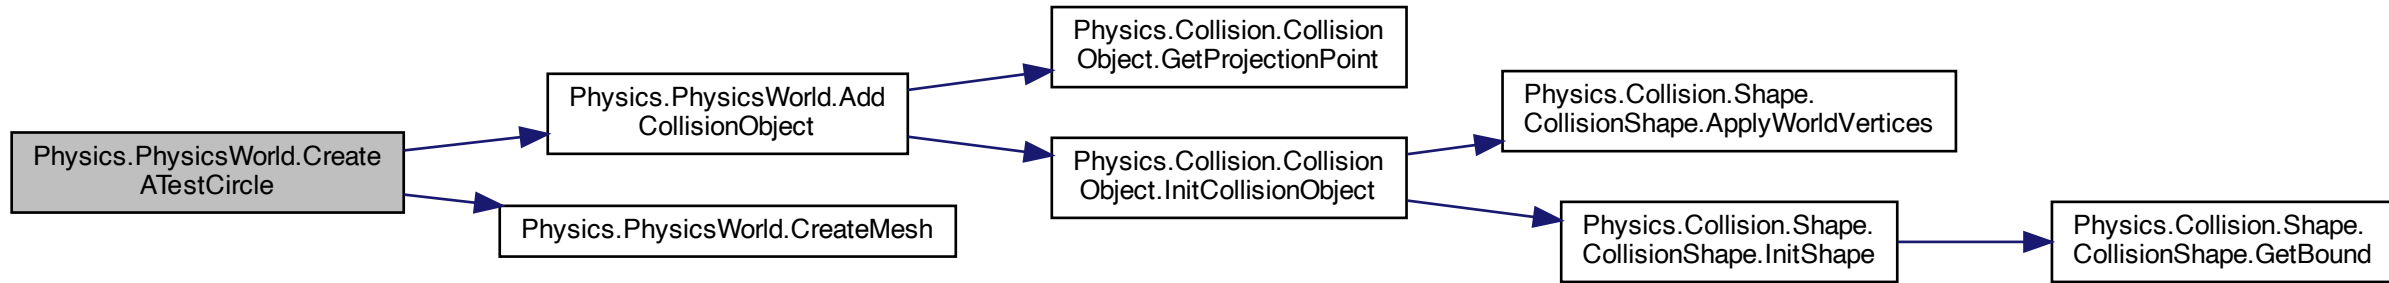 Physics.PhysicsWorld.Create
ATestCircle
Physics.PhysicsWorld.Add
CollisionObject
Physics.PhysicsWorld.CreateMesh
Physics.Collision.Collision
Object.GetProjectionPoint
Physics.Collision.Collision
Object.InitCollisionObject
Physics.Collision.Shape.
CollisionShape.ApplyWorldVertices
Physics.Collision.Shape.
CollisionShape.InitShape
Physics.Collision.Shape.
CollisionShape.GetBound